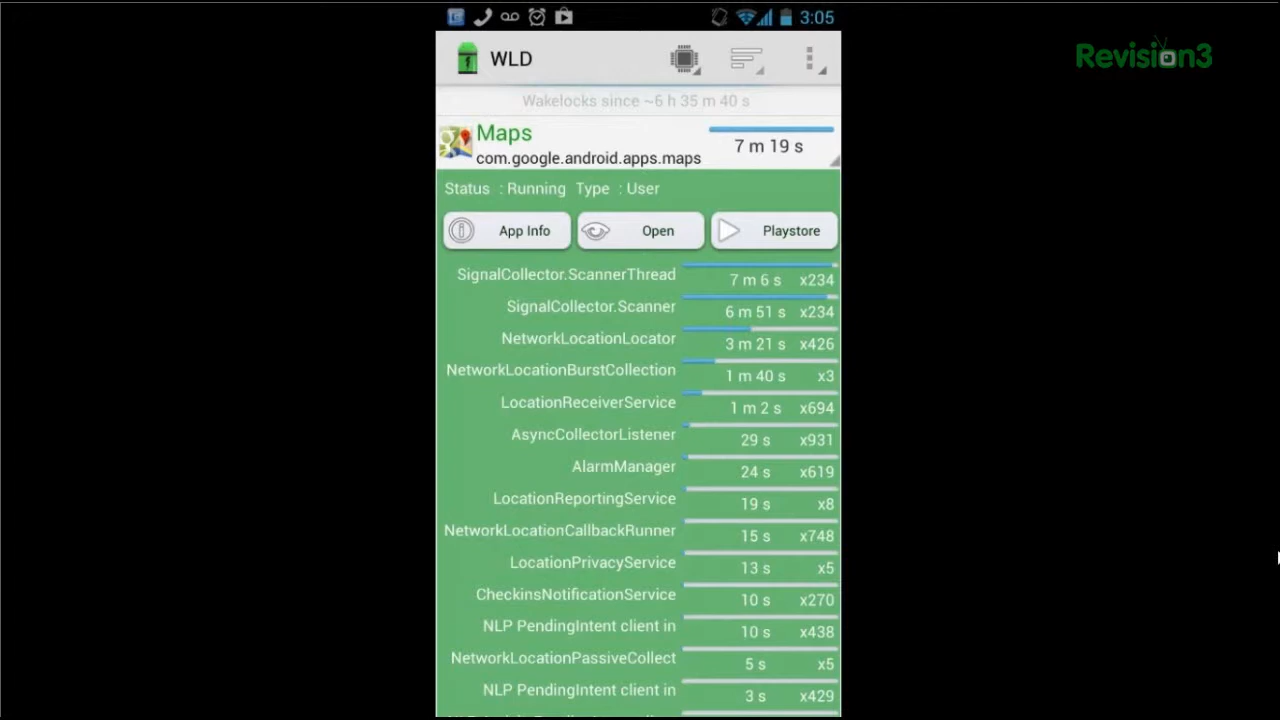 3:05
Revision3
WLD
Wakelocks since ~6 h 35 m 40 s
Maps
7 m 19 s
com.google.android.apps.maps
Status : Running Type : User
App Info Open Playstore
SignalCollector.ScannerThread 7 m 6 s x234
SignalCollector.Scanner 6 m 51 s x234
NetworkLocationLocator 3 m 21 s x426
NetworkLocationBurstCollection 1 m 40 s x3
LocationReceiverService 1 m 2 s x694
AsyncCollectorListener 29 s x931
AlarmManager 24 s x619
LocationReportingService 19 s x8
NetworkLocationCallbackRunner 15 s x748
LocationPrivacyService 13 s x5
CheckinsNotificationService 10 s x270
NLP PendingIntent client in 10 s x438
NetworkLocationPassiveCollect 5 s x5
NLP PendingIntent client in 3 s x429